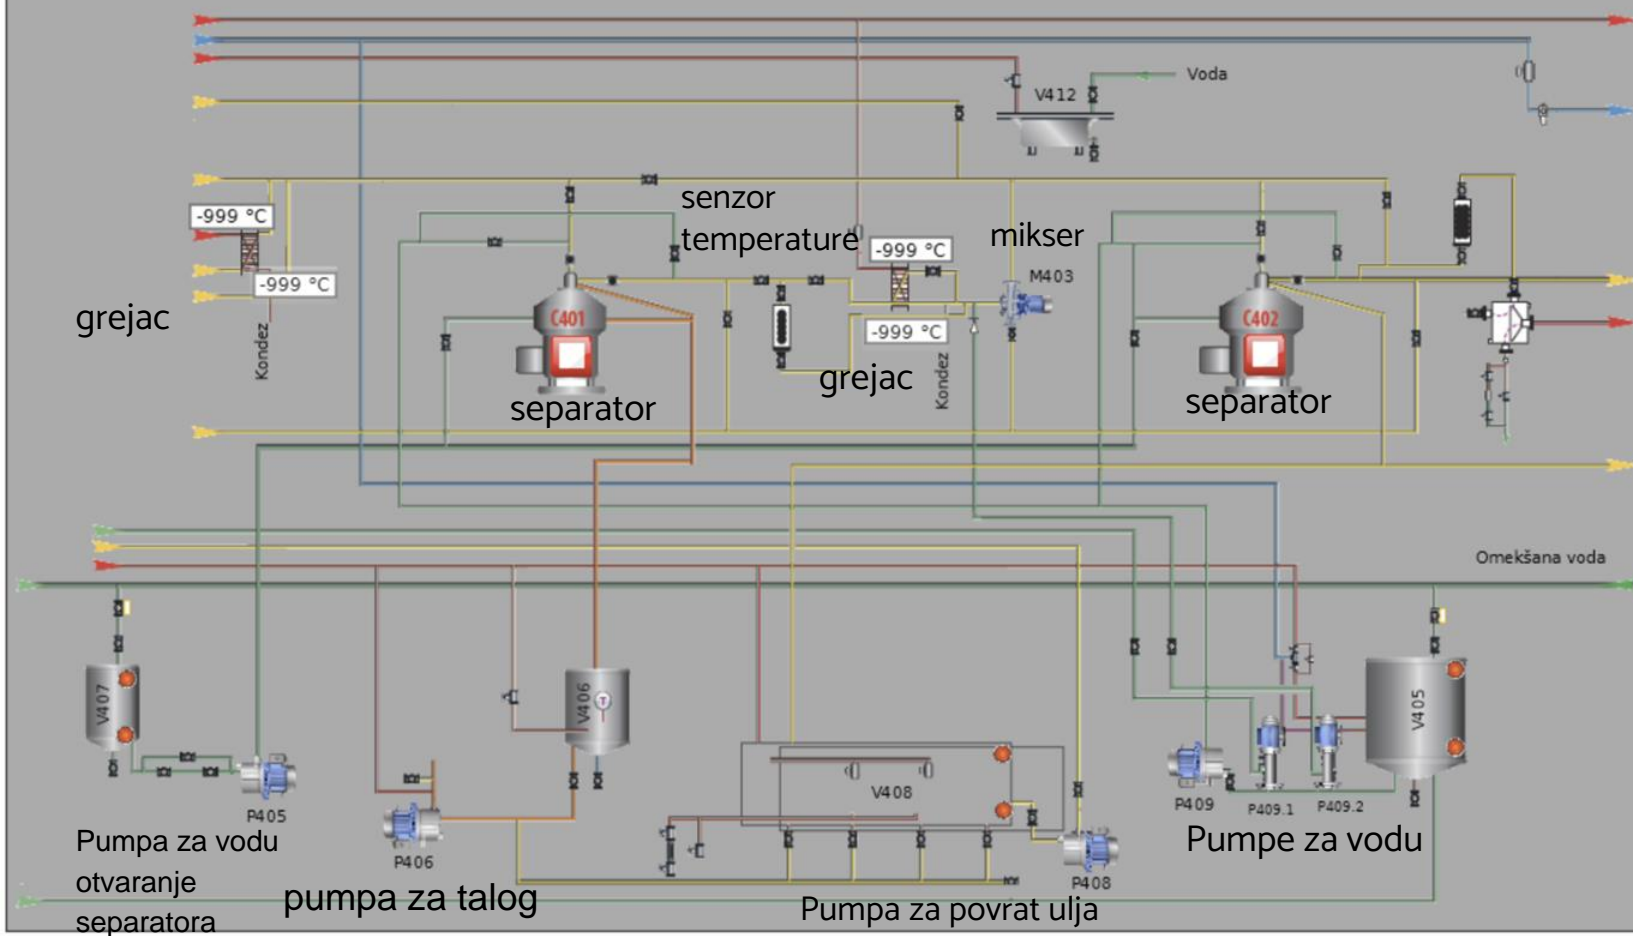 Voda
V412
-999 °C
senzor
temperature
-999 °C
mikser
M403
-999 °C
grejac
Kondez
C401
-999 °C
C402
grejac
Kondez
separator
separator
Omekšana voda
V407
V406
T
V405
V408
P405
P406
P408
P409
P409.1
P409.2
Pumpe za vodu
Pumpa za vodu
otvaranje
separatora
pumpa za talog
Pumpa za povrat ulja